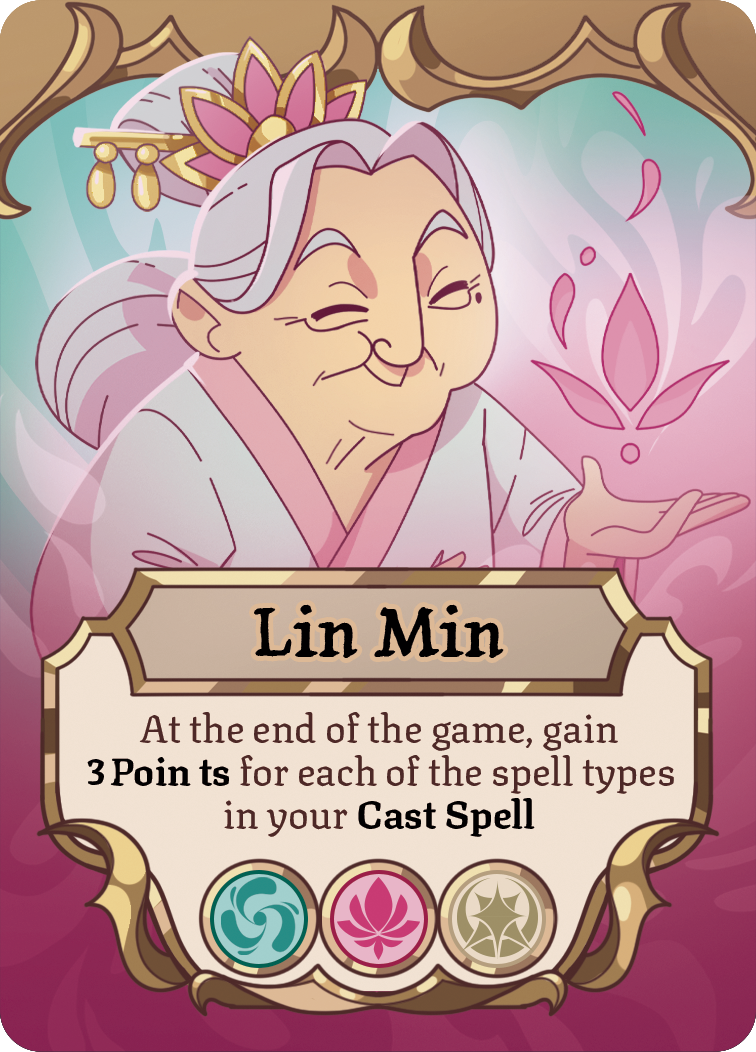 Lin Min
At the end of the game, gain
3 Poin ts for each of the spell types
in your Cast Spell